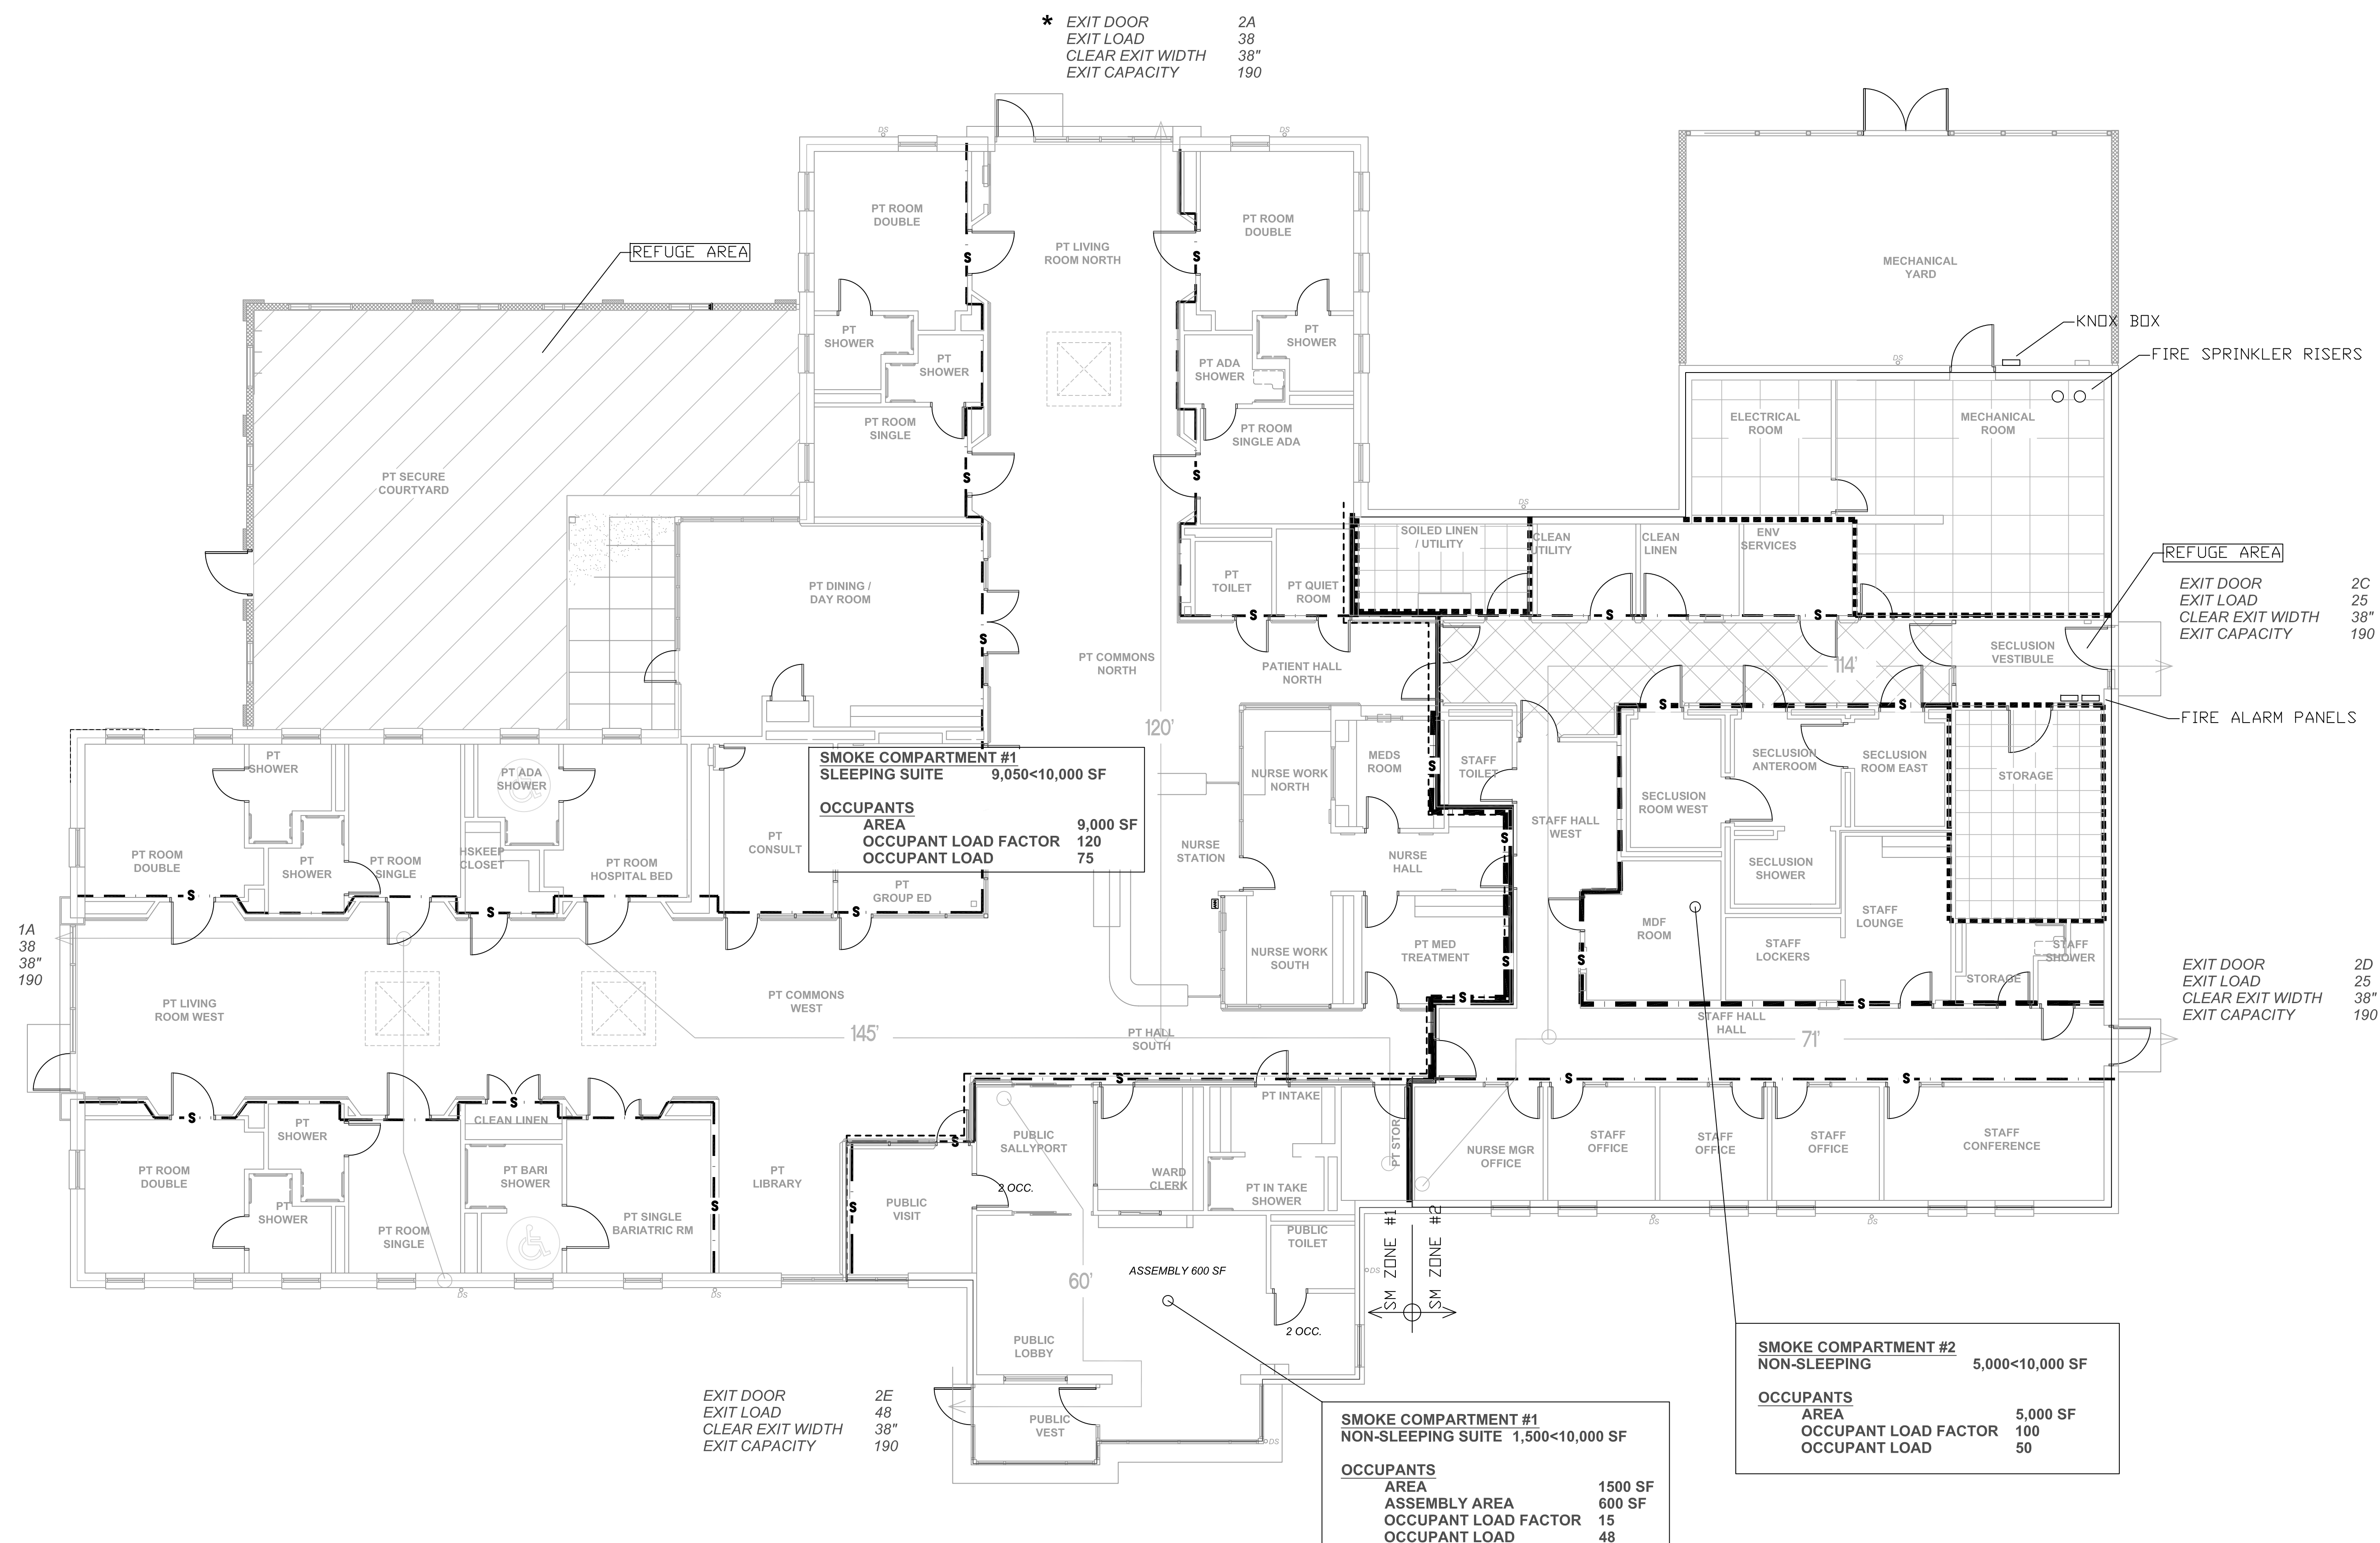 * EXIT DOOR 2A
EXIT LOAD 38
CLEAR EXIT WIDTH 38"
EXIT CAPACITY 190
DS
DS
PT ROOM
DOUBLE
PT LIVING
ROOM NORTH
PT ROOM
DOUBLE
S
S
REFUGE AREA
MECHANICAL
YARD
KNOX BOX
FIRE SPRINKLER RISERS
DS
PT
SHOWER
PT
SHOWER
PT ADA
SHOWER
PT
SHOWER
PT ROOM
SINGLE
PT ROOM
SINGLE ADA
ELECTRICAL
ROOM
MECHANICAL
ROOM
PT SECURE
COURTYARD
S
S
DS
SOILED LINEN
/ UTILITY
CLEAN
UTILITY
CLEAN
LINEN
ENV
SERVICES
REFUGE AREA
EXIT DOOR 2C
EXIT LOAD 25
CLEAR EXIT WIDTH 38"
EXIT CAPACITY 190
PT DINING /
DAY ROOM
PT
TOILET
PT QUIET
ROOM
S
S
S
S
PT COMMONS
NORTH
PATIENT HALL
NORTH
114'
SECLUSION
VESTIBULE
S
S
FIRE ALARM PANELS
120'
SMOKE COMPARTMENT #1
SLEEPING SUITE 9,050<10,000 SF
OCCUPANTS
AREA 9,000 SF
OCCUPANT LOAD FACTOR 120
OCCUPANT LOAD 75
PT
SHOWER
PT ADA
SHOWER
NURSE WORK
NORTH
MEDS
ROOM
S
STAFF
TOILET
SECLUSION
ANTEROOM
SECLUSION
ROOM EAST
STORAGE
SECLUSION
ROOM WEST
STAFF HALL
WEST
PT ROOM
DOUBLE
PT
SHOWER
PT ROOM
SINGLE
HSKEEP
CLOSET
PT ROOM
HOSPITAL BED
PT
CONSULT
PT
GROUP ED
NURSE
STATION
NURSE
HALL
S
SECLUSION
SHOWER
S
S
S
MDF
ROOM
STAFF
LOUNGE
STAFF
LOCKERS
1A
38
38"
190
NURSE WORK
SOUTH
PT MED
TREATMENT
S
S
STORAGE
STAFF
SHOWER
EXIT DOOR 2D
EXIT LOAD 25
CLEAR EXIT WIDTH 38"
EXIT CAPACITY 190
PT LIVING
ROOM WEST
PT COMMONS
WEST
S
S
STAFF HALL
HALL
145'
PT HALL
SOUTH
71'
S
S
S
S
S
CLEAN LINEN
PT
SHOWER
PT INTAKE
PUBLIC
SALLYPORT
S
PT STOR
STAFF
OFFICE
STAFF
OFFICE
STAFF
OFFICE
STAFF
CONFERENCE
NURSE MGR
OFFICE
PT ROOM
DOUBLE
PT BARI
SHOWER
PT
LIBRARY
WARD
CLERK
2 OCC.
PT IN TAKE
SHOWER
PT
SHOWER
PT ROOM
SINGLE
PT SINGLE
BARIATRIC RM
S
S
PUBLIC
VISIT
PUBLIC
TOILET
SM ZONE #1
SM ZONE #2
DS
DS
DS
DS
DS
60'
ASSEMBLY 600 SF
PUBLIC
LOBBY
2 OCC.
SMOKE COMPARTMENT #2
NON-SLEEPING 5,000<10,000 SF
OCCUPANTS
AREA 5,000 SF
OCCUPANT LOAD FACTOR 100
OCCUPANT LOAD 50
EXIT DOOR 2E
EXIT LOAD 48
CLEAR EXIT WIDTH 38"
EXIT CAPACITY 190
PUBLIC
VEST
DS
SMOKE COMPARTMENT #1
NON-SLEEPING SUITE 1,500<10,000 SF
OCCUPANTS
AREA 1500 SF
ASSEMBLY AREA 600 SF
OCCUPANT LOAD FACTOR 15
OCCUPANT LOAD 48